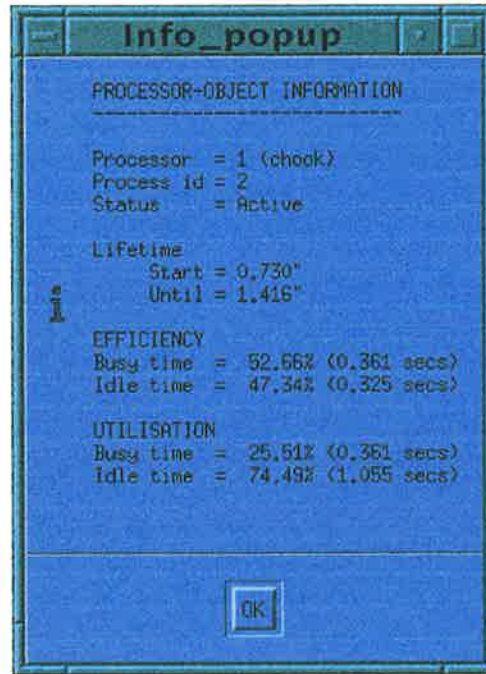 Info_popup
PROCESSOR-OBJECT INFORMATION
----------------------------
Processor = 1 (chook)
Process id = 2
Status = Active
Lifetime
Start = 0.730"
Until = 1.416"
i
EFFICIENCY
Busy time = 52.66% (0.361 secs)
Idle time = 47.34% (0.325 secs)
UTILISATION
Busy time = 25.51% (0.361 secs)
Idle time = 74.49% (1.055 secs)
OK